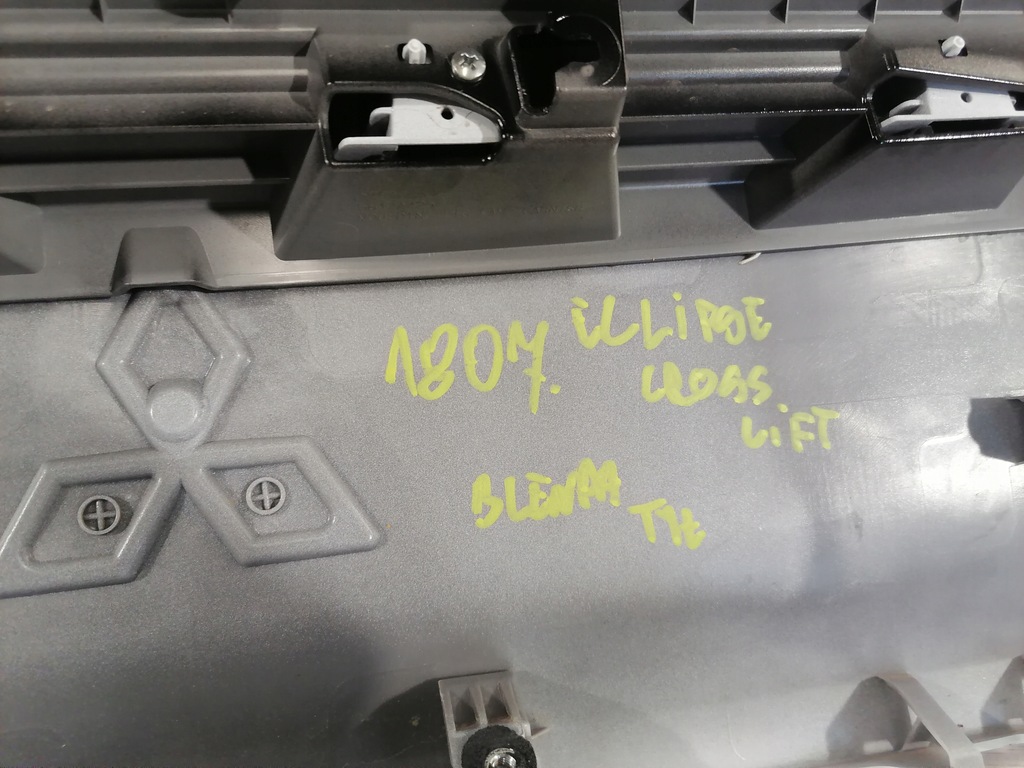 1807. ECLIPSE
CROSS
LIFT
BLENDA
TYŁ